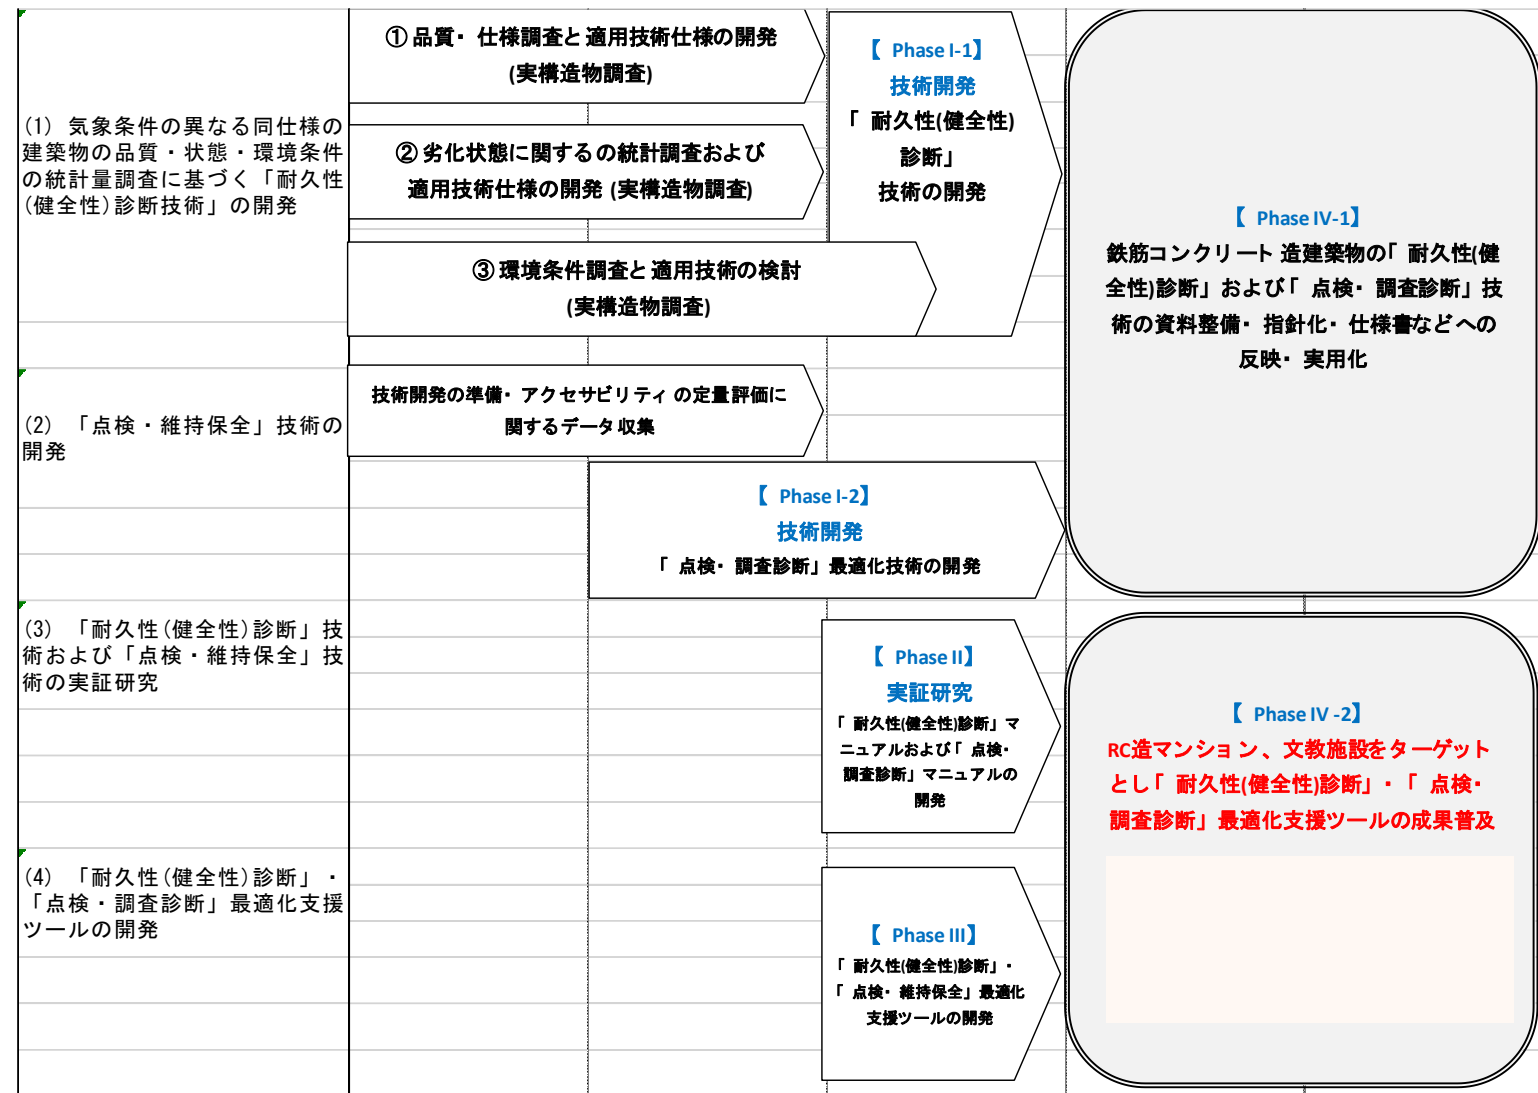 (1) 気象条件の異なる同仕様の
建築物の品質・状態・環境条件
の統計量調査に基づく「耐久性
(健全性)診断技術」の開発
①品質・仕様調査と適用技術仕様の開発
(実構造物調査)
②劣化状態に関するの統計調査および
適用技術仕様の開発 (実構造物調査)
③環境条件調査と適用技術の検討
(実構造物調査)
【 Phase I-1】
技術開発
「 耐久性(健全性)
診断」
技術の開発
(2) 「点検・維持保全」技術の
開発
技術開発の準備・アクセサビリティの定量評価に
関するデータ収集
【 Phase I-2】
技術開発
「 点検・調査診断」最適化技術の開発
【 Phase IV-1】
鉄筋コンクリート 造建築物の「 耐久性(健
全性)診断」および「 点検・調査診断」技
術の資料整備・指針化・仕様書などへの
反映・実用化
(3) 「耐久性(健全性)診断」技
術および「点検・維持保全」技
術の実証研究
【 Phase II】
実証研究
「 耐久性(健全性)診断」マ
ニュアルおよび「 点検・
調査診断」マニュアルの
開発
(4) 「耐久性(健全性)診断」・
「点検・調査診断」最適化支援
ツールの開発
【 Phase III】
「 耐久性(健全性)診断」・
「 点検・維持保全」最適化
支援ツールの開発
【 Phase IV -2】
RC造マンション、文教施設をターゲット
とし「 耐久性(健全性)診断」・「 点検・
調査診断」最適化支援ツールの成果普及